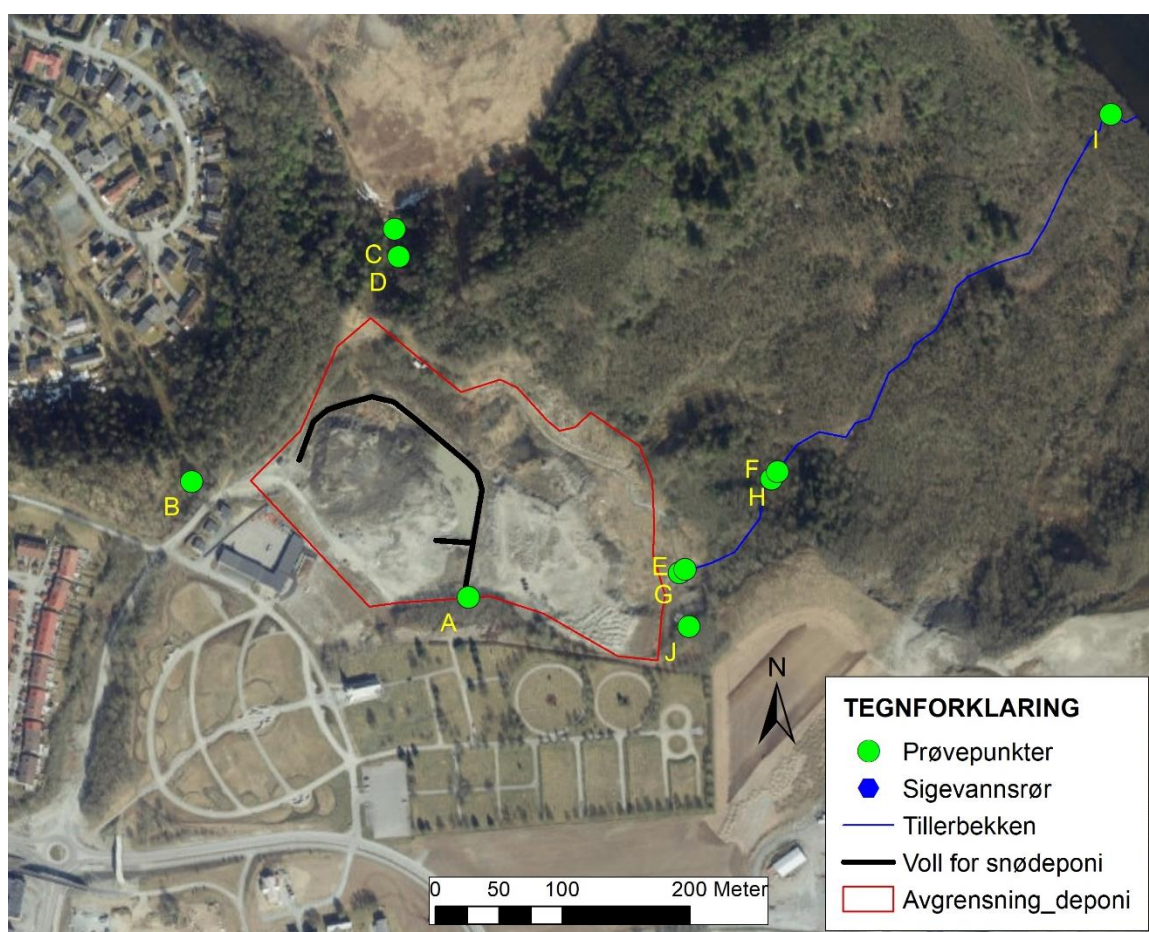 I
C
D
B
F
H
E
G
A
J
N
TEGNFORKLARING
Prøvepunkter
Sigevannsrør
Tillerbekken
Voll for snødeponi
Avgrensning_deponi
0 50 100 200 Meter